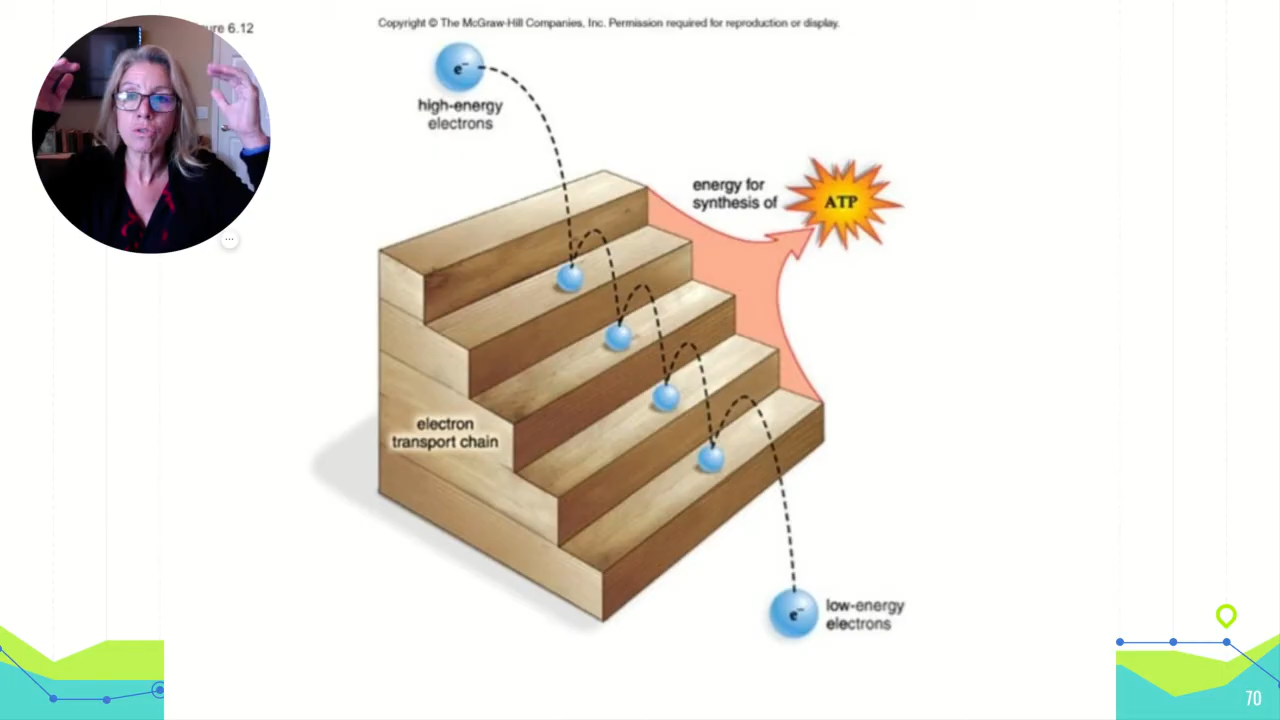 Copyright © The McGraw-Hill Companies, Inc. Permission required for reproduction or display.
6.12
e⁻
high-energy
electrons
energy for
synthesis of
ATP
electron
transport chain
e⁻
low-energy
electrons
70